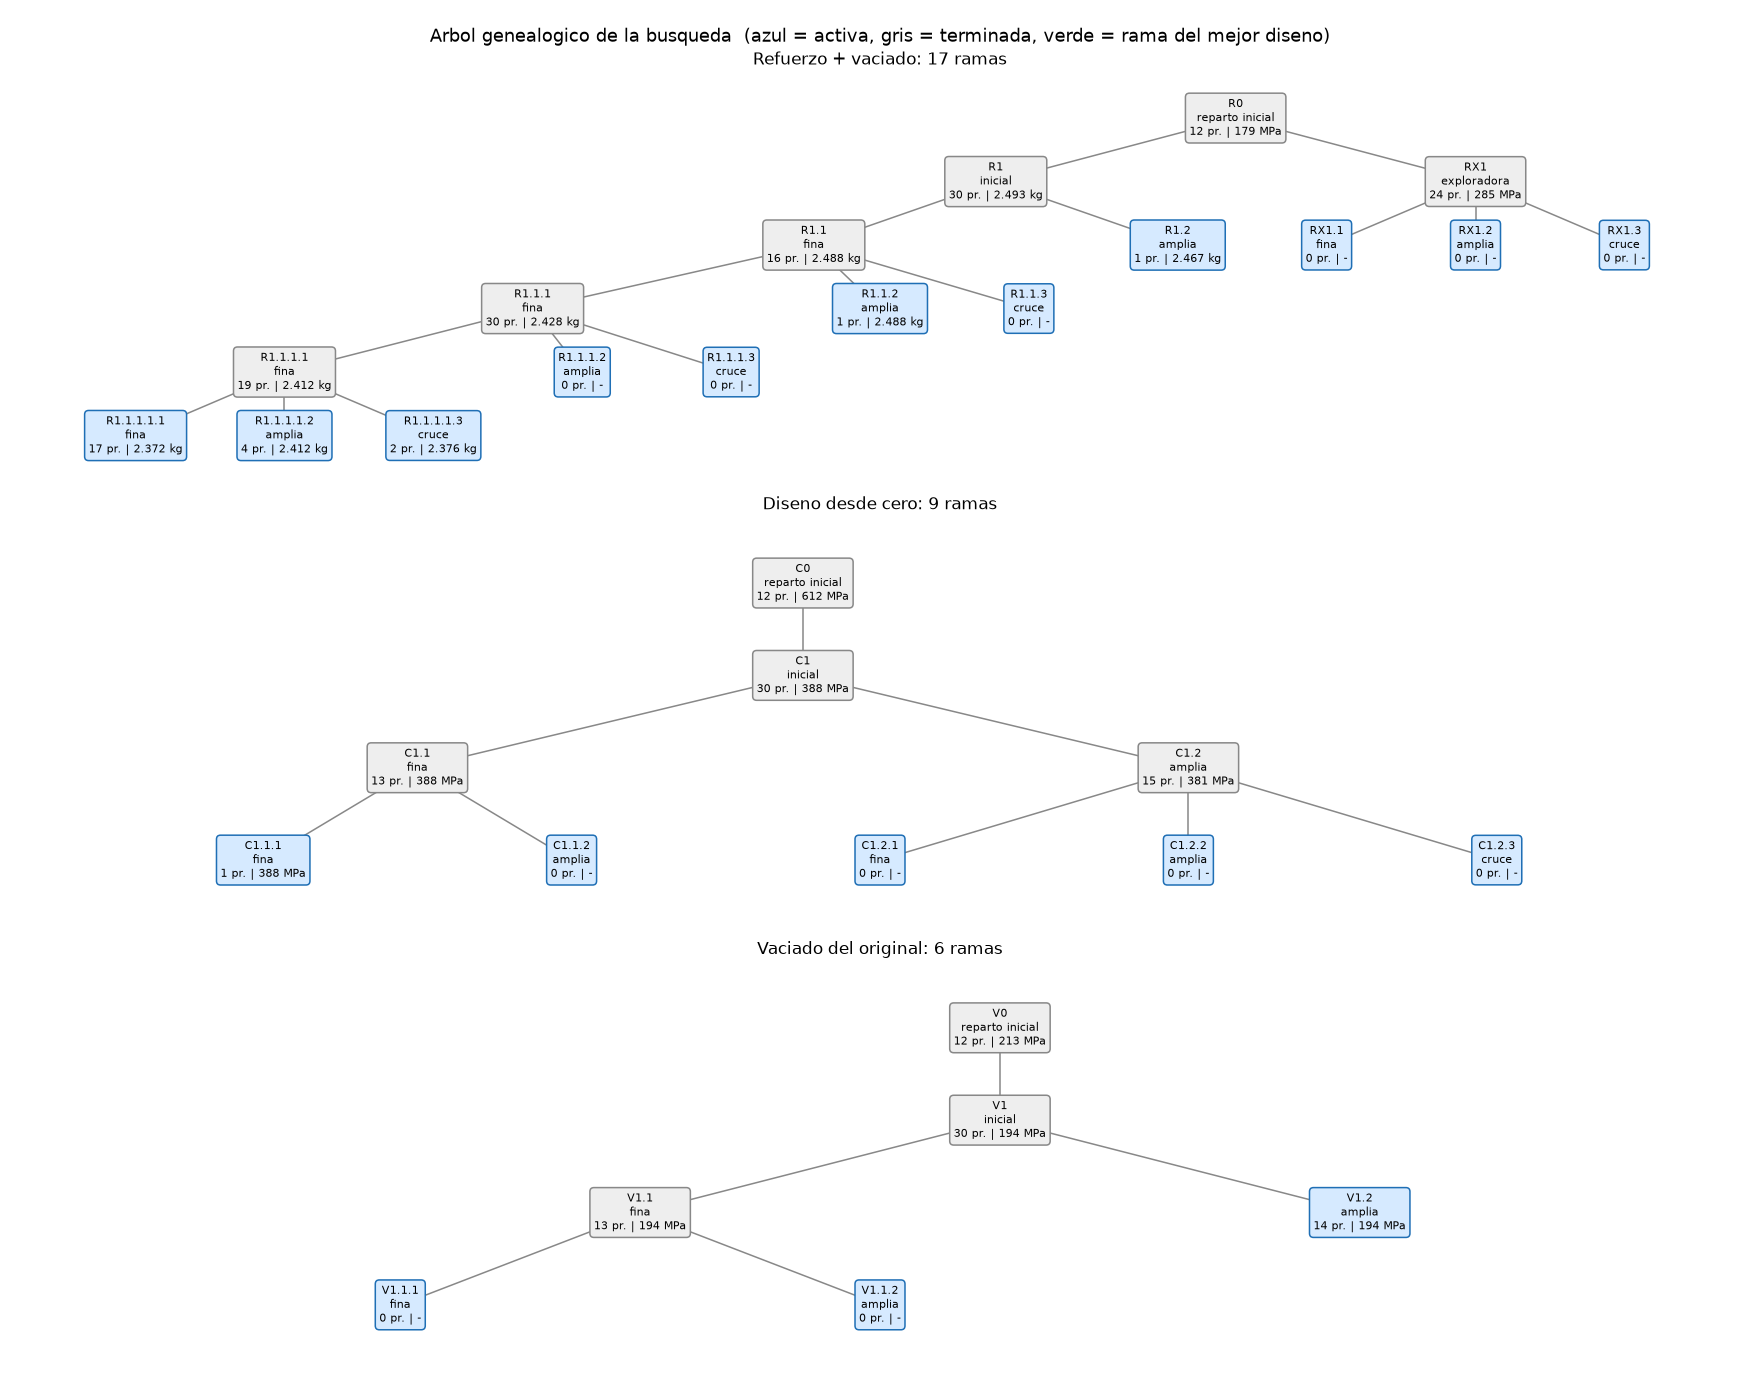 Arbol genealogico de la busqueda  (azul = activa, gris = terminada, verde = rama del mejor diseno)
Refuerzo + vaciado: 17 ramas
R0
reparto inicial
12 pr. | 179 MPa
R1
inicial
30 pr. | 2.493 kg
RX1
exploradora
24 pr. | 285 MPa
R1.1
fina
16 pr. | 2.488 kg
R1.2
amplia
1 pr. | 2.467 kg
RX1.1
fina
0 pr. | -
RX1.2
amplia
0 pr. | -
RX1.3
cruce
0 pr. | -
R1.1.1
fina
30 pr. | 2.428 kg
R1.1.2
amplia
1 pr. | 2.488 kg
R1.1.3
cruce
0 pr. | -
R1.1.1.1
fina
19 pr. | 2.412 kg
R1.1.1.2
amplia
0 pr. | -
R1.1.1.3
cruce
0 pr. | -
R1.1.1.1.1
fina
17 pr. | 2.372 kg
R1.1.1.1.2
amplia
4 pr. | 2.412 kg
R1.1.1.1.3
cruce
2 pr. | 2.376 kg
Diseno desde cero: 9 ramas
C0
reparto inicial
12 pr. | 612 MPa
C1
inicial
30 pr. | 388 MPa
C1.1
fina
13 pr. | 388 MPa
C1.2
amplia
15 pr. | 381 MPa
C1.1.1
fina
1 pr. | 388 MPa
C1.1.2
amplia
0 pr. | -
C1.2.1
fina
0 pr. | -
C1.2.2
amplia
0 pr. | -
C1.2.3
cruce
0 pr. | -
Vaciado del original: 6 ramas
V0
reparto inicial
12 pr. | 213 MPa
V1
inicial
30 pr. | 194 MPa
V1.1
fina
13 pr. | 194 MPa
V1.2
amplia
14 pr. | 194 MPa
V1.1.1
fina
0 pr. | -
V1.1.2
amplia
0 pr. | -